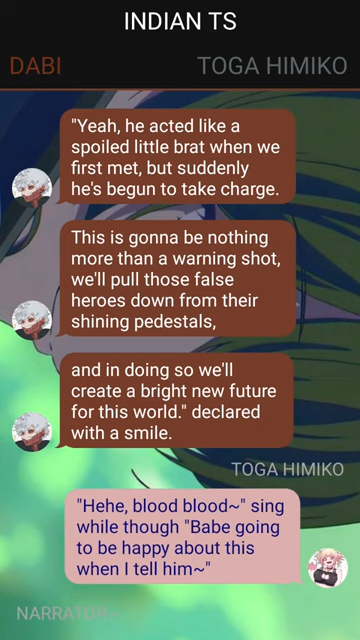 INDIAN TS
DABI
TOGA HIMIKO
"Yeah, he acted like a
spoiled little brat when we
first met, but suddenly
he's begun to take charge.
This is gonna be nothing
more than a warning shot,
we'll pull those false
heroes down from their
shining pedestals,
and in doing so we'll
create a bright new future
for this world." declared
with a smile.
TOGA HIMIKO
"Hehe, blood blood~" sing
while though "Babe going
to be happy about this
when I tell him~"
NARRATOR